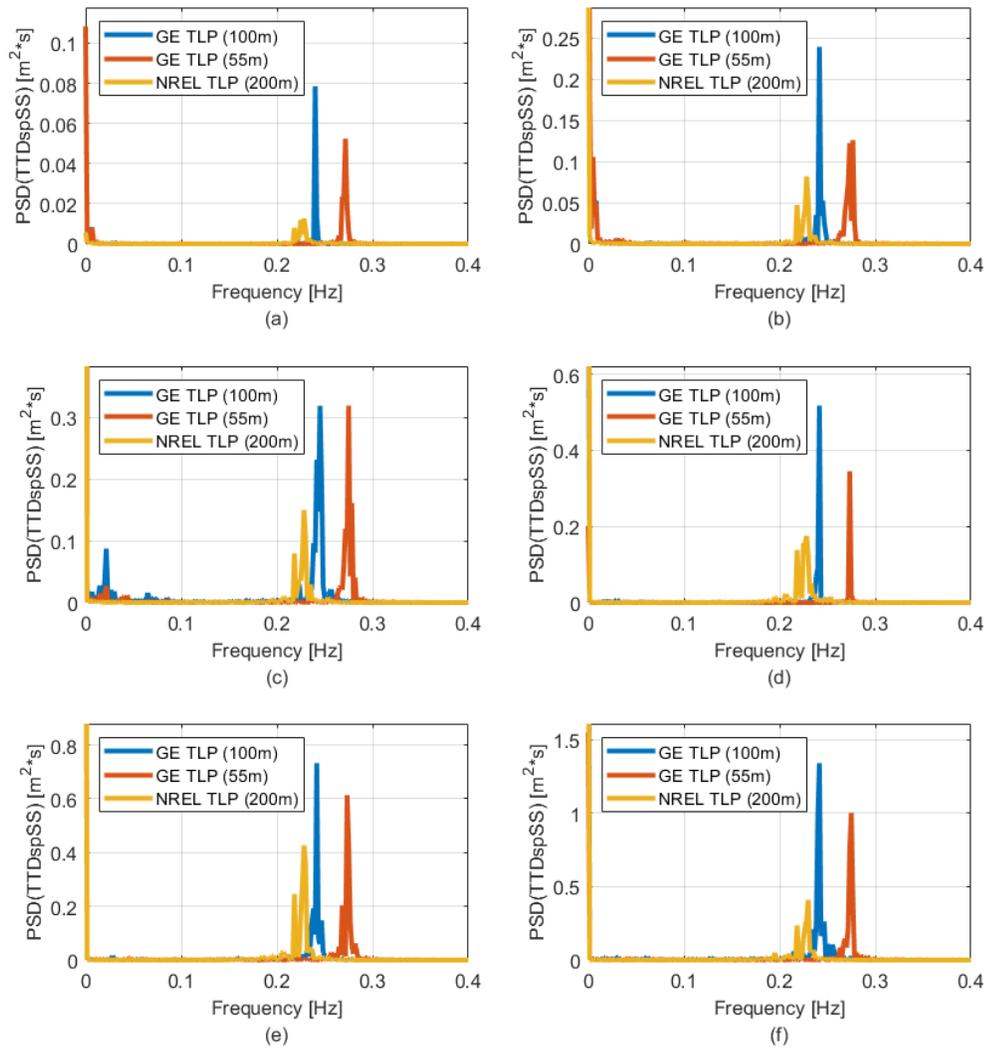 PSD(TTDspSS) [m²*s]
0.1
0.08
0.06
0.04
0.02
0
GE TLP (100m)
GE TLP (55m)
NREL TLP (200m)
0 0.1 0.2 0.3 0.4
Frequency [Hz]
(a)
PSD(TTDspSS) [m²*s]
0.25
0.2
0.15
0.1
0.05
0
GE TLP (100m)
GE TLP (55m)
NREL TLP (200m)
0 0.1 0.2 0.3 0.4
Frequency [Hz]
(b)
PSD(TTDspSS) [m²*s]
0.3
0.2
0.1
0
GE TLP (100m)
GE TLP (55m)
NREL TLP (200m)
0 0.1 0.2 0.3 0.4
Frequency [Hz]
(c)
PSD(TTDspSS) [m²*s]
0.6
0.4
0.2
0
GE TLP (100m)
GE TLP (55m)
NREL TLP (200m)
0 0.1 0.2 0.3 0.4
Frequency [Hz]
(d)
PSD(TTDspSS) [m²*s]
0.8
0.6
0.4
0.2
0
GE TLP (100m)
GE TLP (55m)
NREL TLP (200m)
0 0.1 0.2 0.3 0.4
Frequency [Hz]
(e)
PSD(TTDspSS) [m²*s]
1.5
1
0.5
0
GE TLP (100m)
GE TLP (55m)
NREL TLP (200m)
0 0.1 0.2 0.3 0.4
Frequency [Hz]
(f)